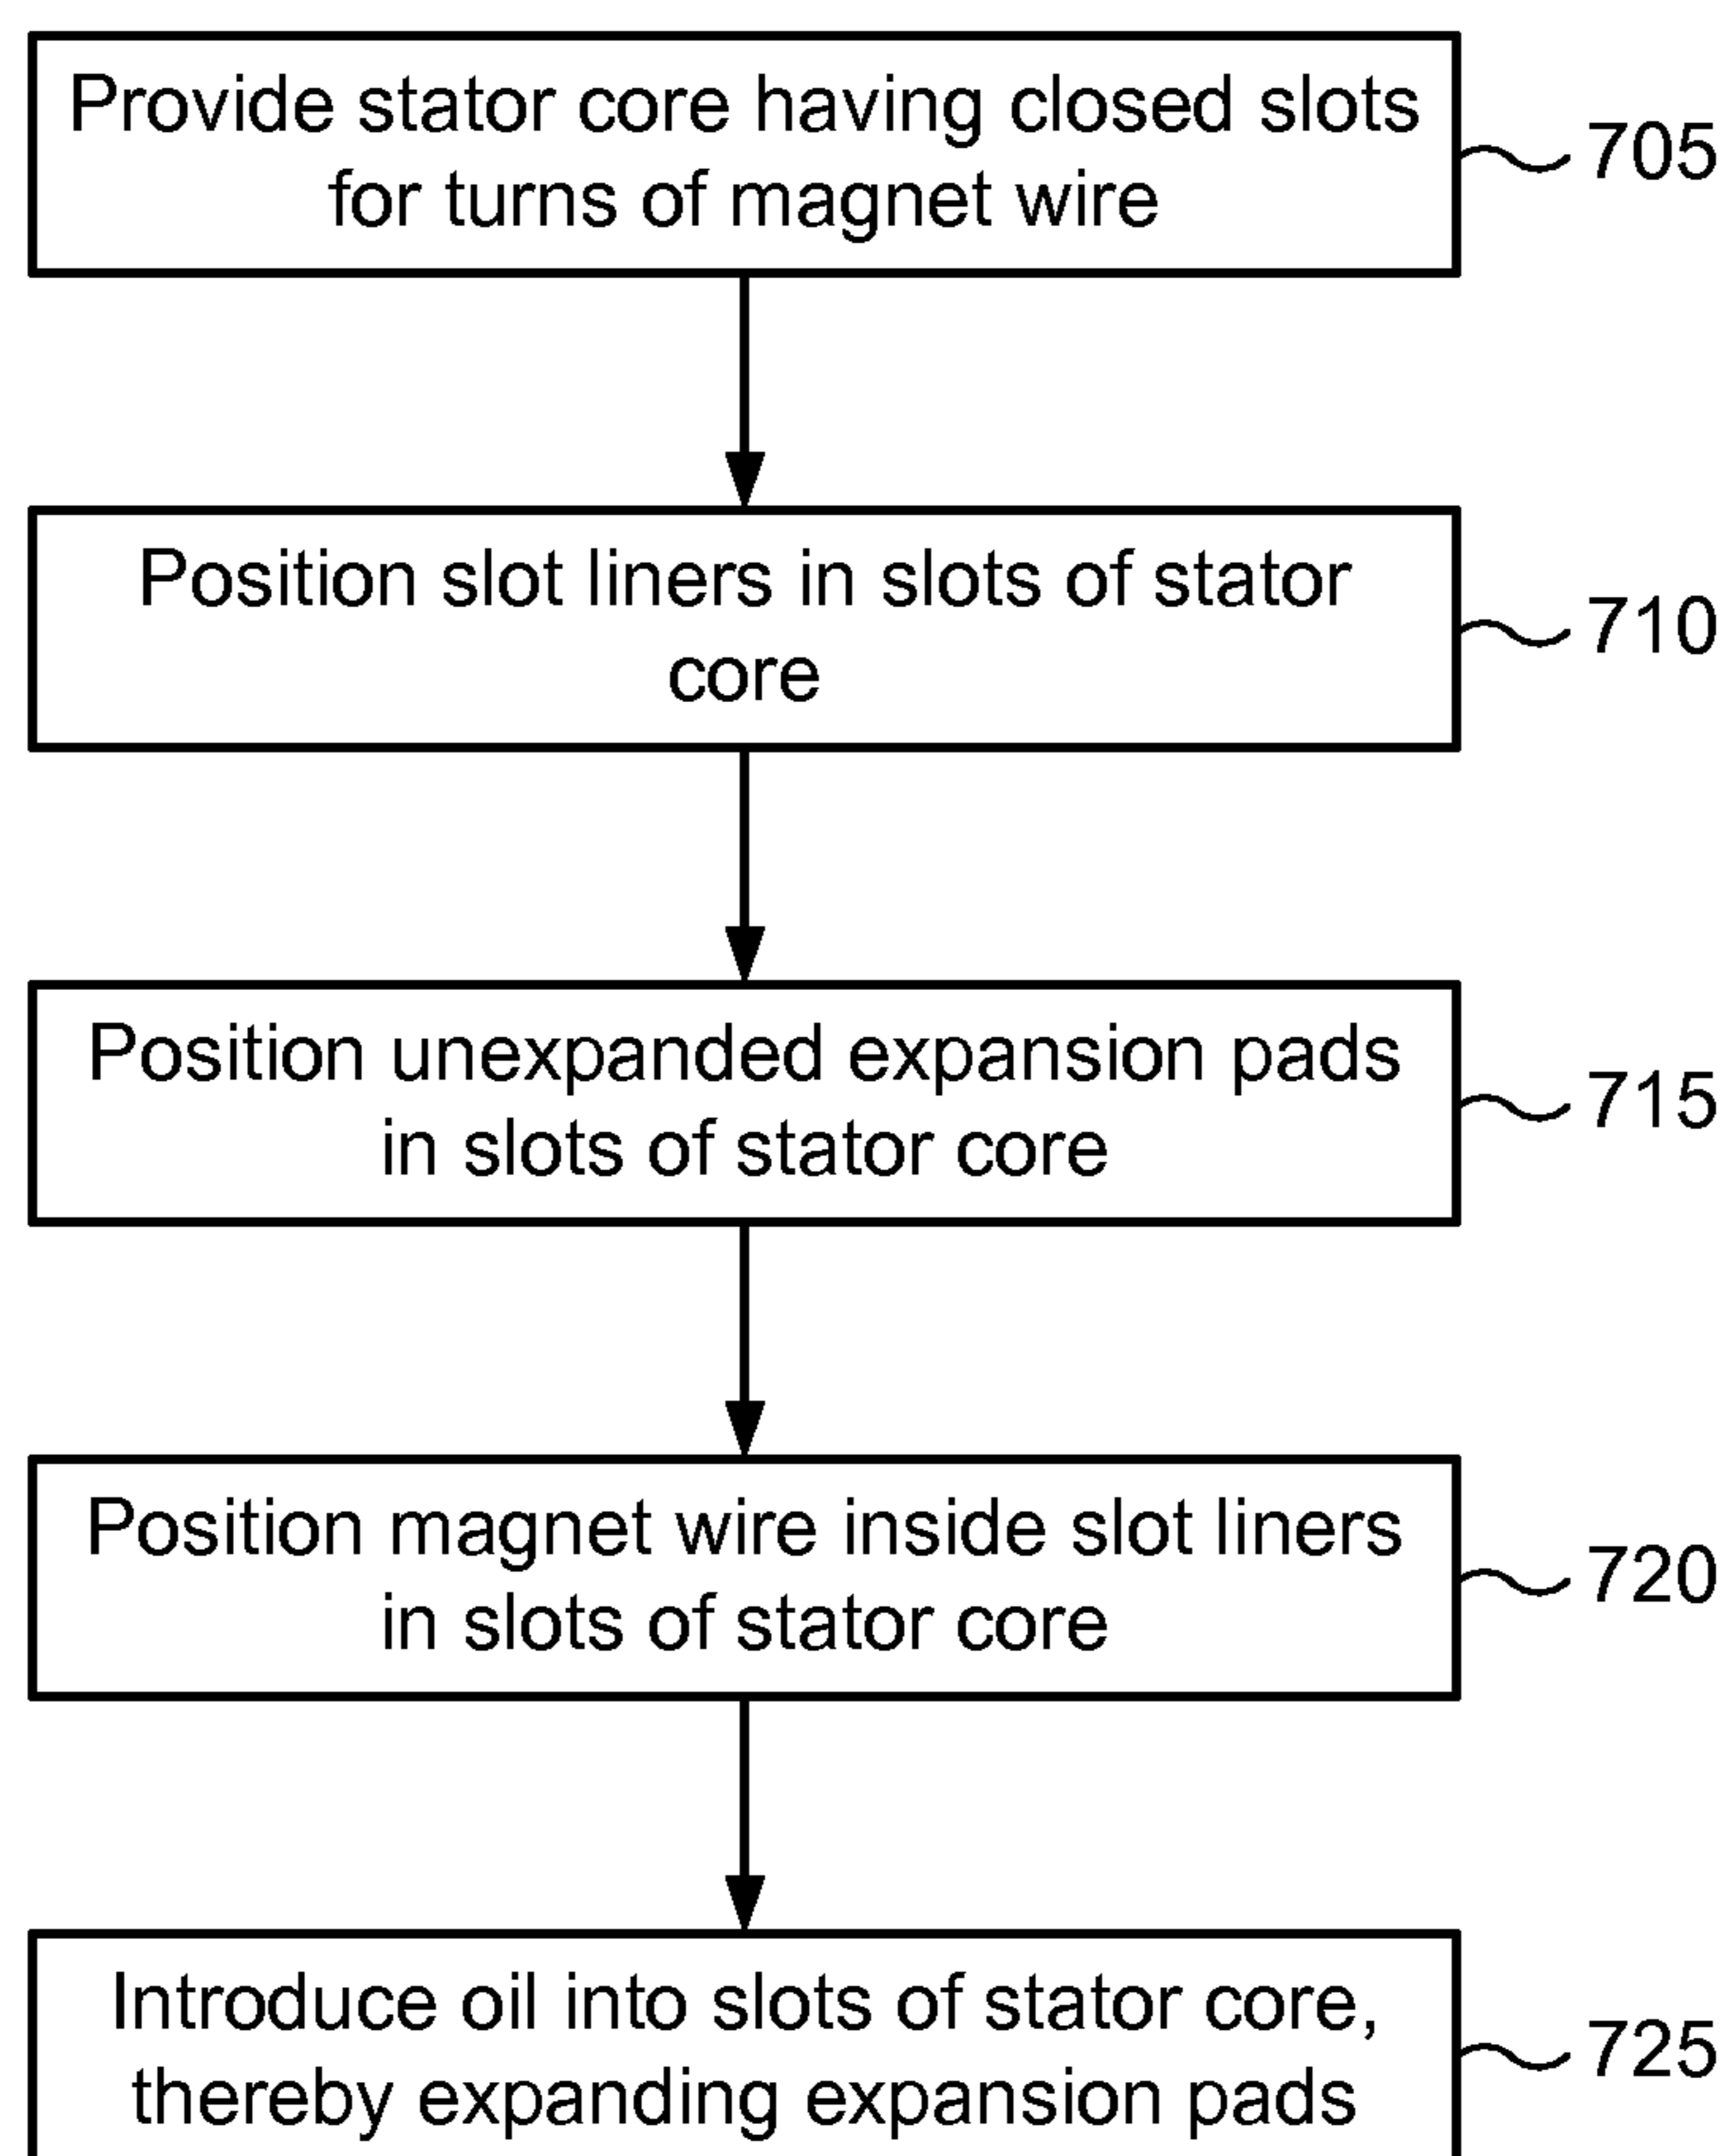 Provide stator core having closed slots
for turns of magnet wire
705
Position slot liners in slots of stator
core
710
Position unexpanded expansion pads
in slots of stator core
715
Position magnet wire inside slot liners
in slots of stator core
720
Introduce oil into slots of stator core,
thereby expanding expansion pads
725